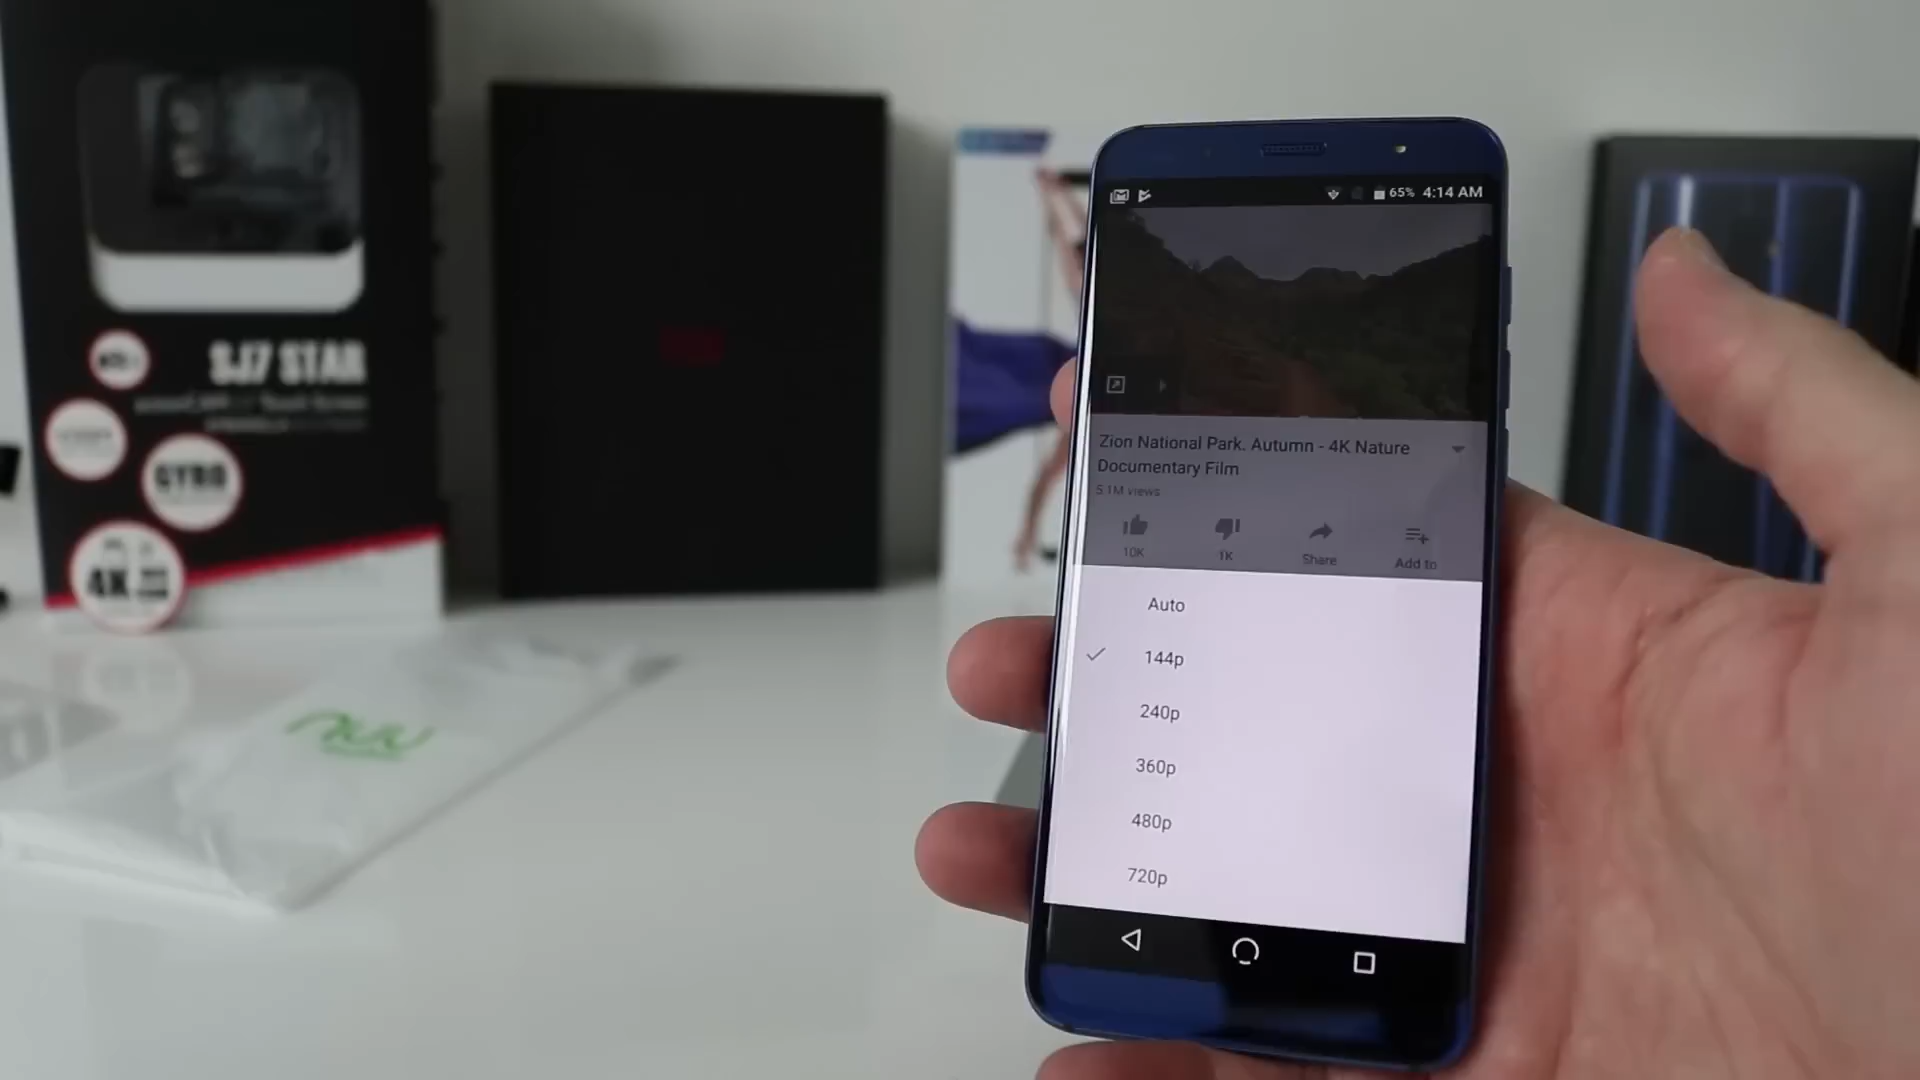 SJ7 STAR
GYRO
4K
nuu
65% 4:14 AM
Zion National Park. Autumn - 4K Nature
Documentary Film
5.1M views
10K
1K
Share
Add to
Auto
144p
240p
360p
480p
720p